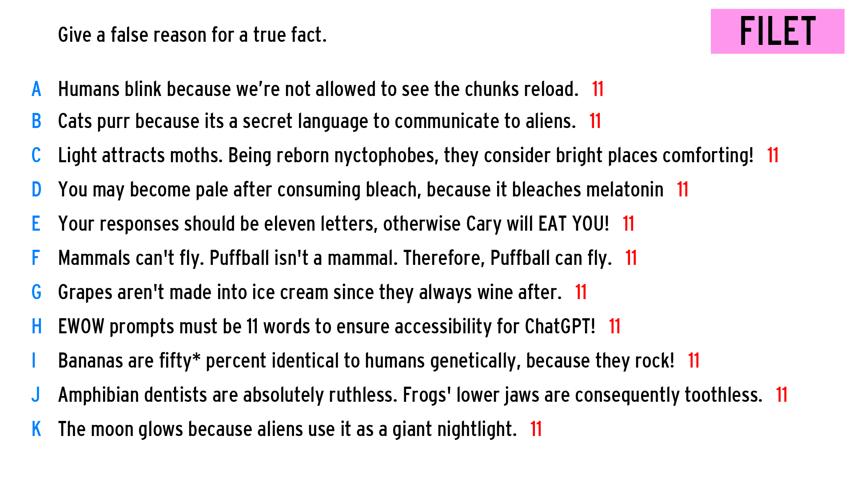 Give a false reason for a true fact.
FILET
A Humans blink because we're not allowed to see the chunks reload. 11
B Cats purr because its a secret language to communicate to aliens. 11
C Light attracts moths. Being reborn nyctophobes, they consider bright places comforting! 11
D You may become pale after consuming bleach, because it bleaches melatonin 11
E Your responses should be eleven letters, otherwise Cary will EAT YOU! 11
F Mammals can't fly. Puffball isn't a mammal. Therefore, Puffball can fly. 11
G Grapes aren't made into ice cream since they always wine after. 11
H EWOW prompts must be 11 words to ensure accessibility for ChatGPT! 11
I Bananas are fifty* percent identical to humans genetically, because they rock! 11
J Amphibian dentists are absolutely ruthless. Frogs' lower jaws are consequently toothless. 11
K The moon glows because aliens use it as a giant nightlight. 11